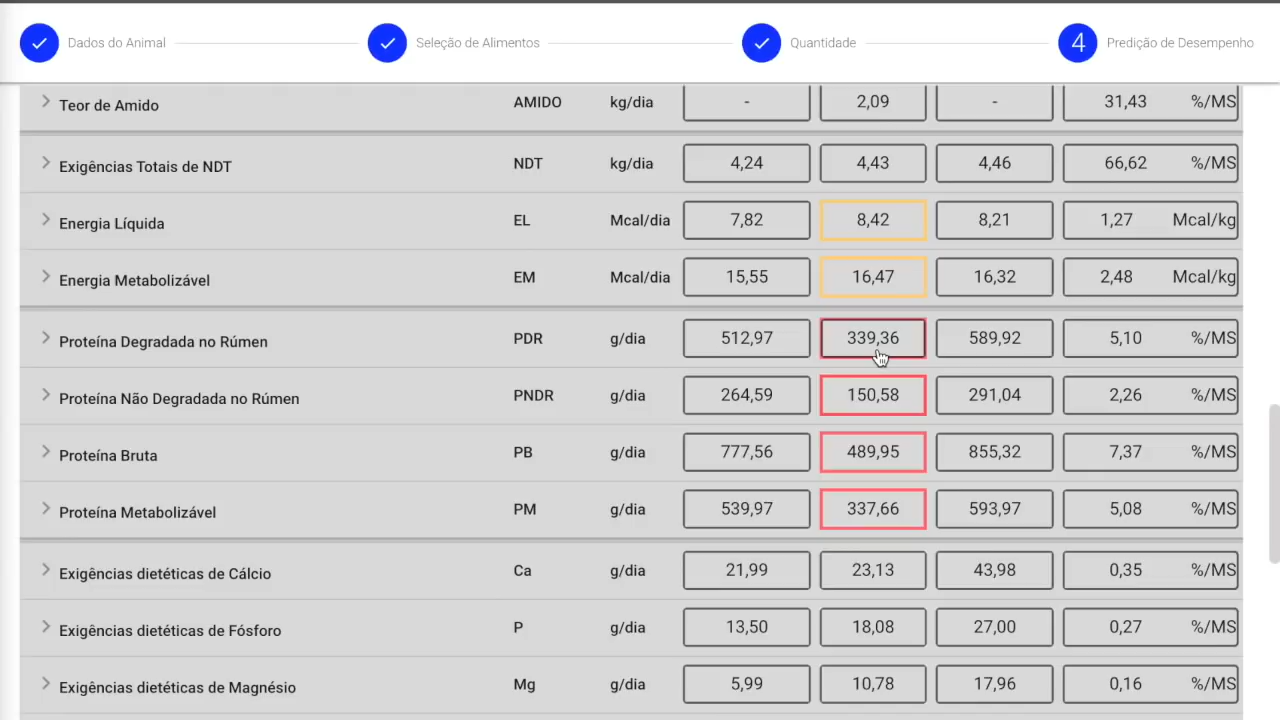 Dados do Animal Seleção de Alimentos Quantidade 4 Predição de Desempenho
Teor de Amido AMIDO kg/dia - 2,09 - 31,43 %/MS
Exigências Totais de NDT NDT kg/dia 4,24 4,43 4,46 66,62 %/MS
Energia Líquida EL Mcal/dia 7,82 8,42 8,21 1,27 Mcal/kg
Energia Metabolizável EM Mcal/dia 15,55 16,47 16,32 2,48 Mcal/kg
Proteína Degradada no Rúmen PDR g/dia 512,97 339,36 589,92 5,10 %/MS
Proteína Não Degradada no Rúmen PNDR g/dia 264,59 150,58 291,04 2,26 %/MS
Proteína Bruta PB g/dia 777,56 489,95 855,32 7,37 %/MS
Proteína Metabolizável PM g/dia 539,97 337,66 593,97 5,08 %/MS
Exigências dietéticas de Cálcio Ca g/dia 21,99 23,13 43,98 0,35 %/MS
Exigências dietéticas de Fósforo P g/dia 13,50 18,08 27,00 0,27 %/MS
Exigências dietéticas de Magnésio Mg g/dia 5,99 10,78 17,96 0,16 %/MS